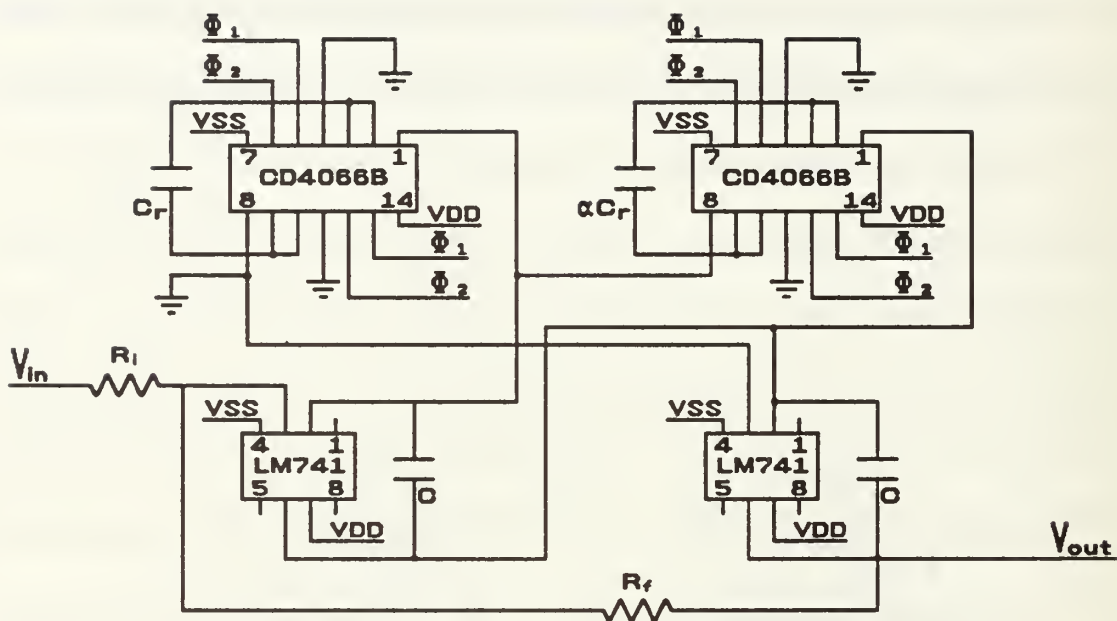 Φ₁ Φ₁
Φ₂ Φ₂
VSS VSS
7 1 7 1
CD4066B CD4066B
8 14 8 14
Cᵣ VDD αCᵣ VDD
Φ₁ Φ₁
Φ₂ Φ₂
Vin Rᵢ
VSS VSS
4 1 4 1
LM741 LM741
5 8 C 5 8 C
VDD VDD
Vout
R_f